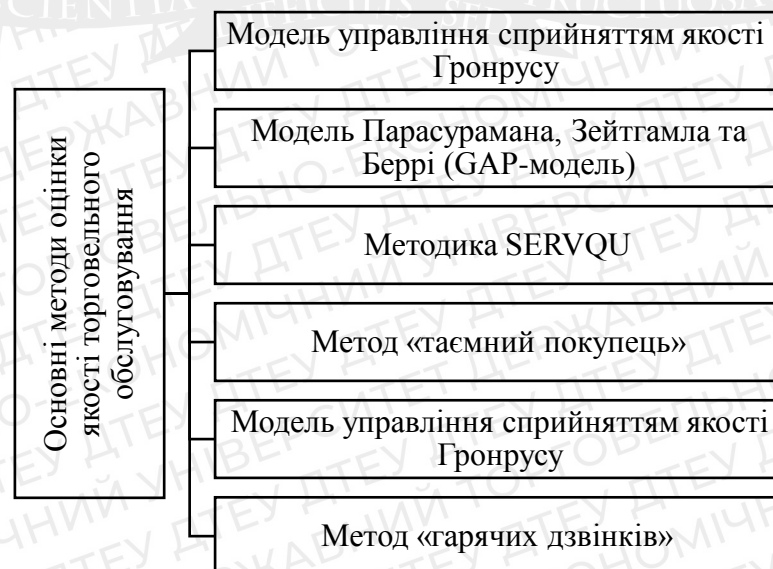 Основні методи оцінки
якості торговельного
обслуговування
Модель управління сприйняттям якості
Гронрусу
Модель Парасурамана, Зейтгамла та
Беррі (GAP-модель)
Методика SERVQU
Метод «таємний покупець»
Модель управління сприйняттям якості
Гронрусу
Метод «гарячих дзвінків»